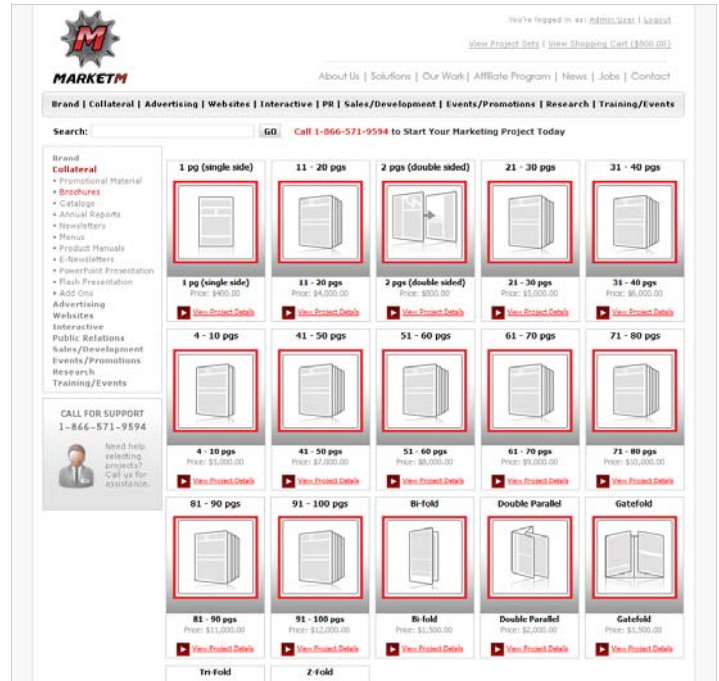 You're logged in as: Admin User | Logout
View Project Sets | View Shopping Cart ($800.00)
M
MARKETM
About Us | Solutions | Our Work | Affiliate Program | News | Jobs | Contact
Brand | Collateral | Advertising | Websites | Interactive | PR | Sales/Development | Events/Promotions | Research | Training/Events
Search: GO Call 1-866-571-9594 to Start Your Marketing Project Today
Brand
Collateral
• Promotional Material
• Brochures
• Catalogs
• Annual Reports
• Newsletters
• Menus
• Product Manuals
• E-Newsletters
• PowerPoint Presentation
• Flash Presentation
• Add Ons
Advertising
Websites
Interactive
Public Relations
Sales/Development
Events/Promotions
Research
Training/Events
CALL FOR SUPPORT
1-866-571-9594
Need help
selecting
projects?
Call us for
assistance.
1 pg (single side) 11 - 20 pgs 2 pgs (double sided) 21 - 30 pgs 31 - 40 pgs
1 pg (single side) 11 - 20 pgs 2 pgs (double sided) 21 - 30 pgs 31 - 40 pgs
Price: $400.00 Price: $4,000.00 Price: $800.00 Price: $5,000.00 Price: $6,000.00
View Project Details View Project Details View Project Details View Project Details View Project Details
4 - 10 pgs 41 - 50 pgs 51 - 60 pgs 61 - 70 pgs 71 - 80 pgs
4 - 10 pgs 41 - 50 pgs 51 - 60 pgs 61 - 70 pgs 71 - 80 pgs
Price: $3,000.00 Price: $7,000.00 Price: $8,000.00 Price: $9,000.00 Price: $10,000.00
View Project Details View Project Details View Project Details View Project Details View Project Details
81 - 90 pgs 91 - 100 pgs Bi-fold Double Parallel Gatefold
81 - 90 pgs 91 - 100 pgs Bi-fold Double Parallel Gatefold
Price: $11,000.00 Price: $12,000.00 Price: $1,500.00 Price: $2,000.00 Price: $1,500.00
View Project Details View Project Details View Project Details View Project Details View Project Details
Tri-Fold Z-Fold